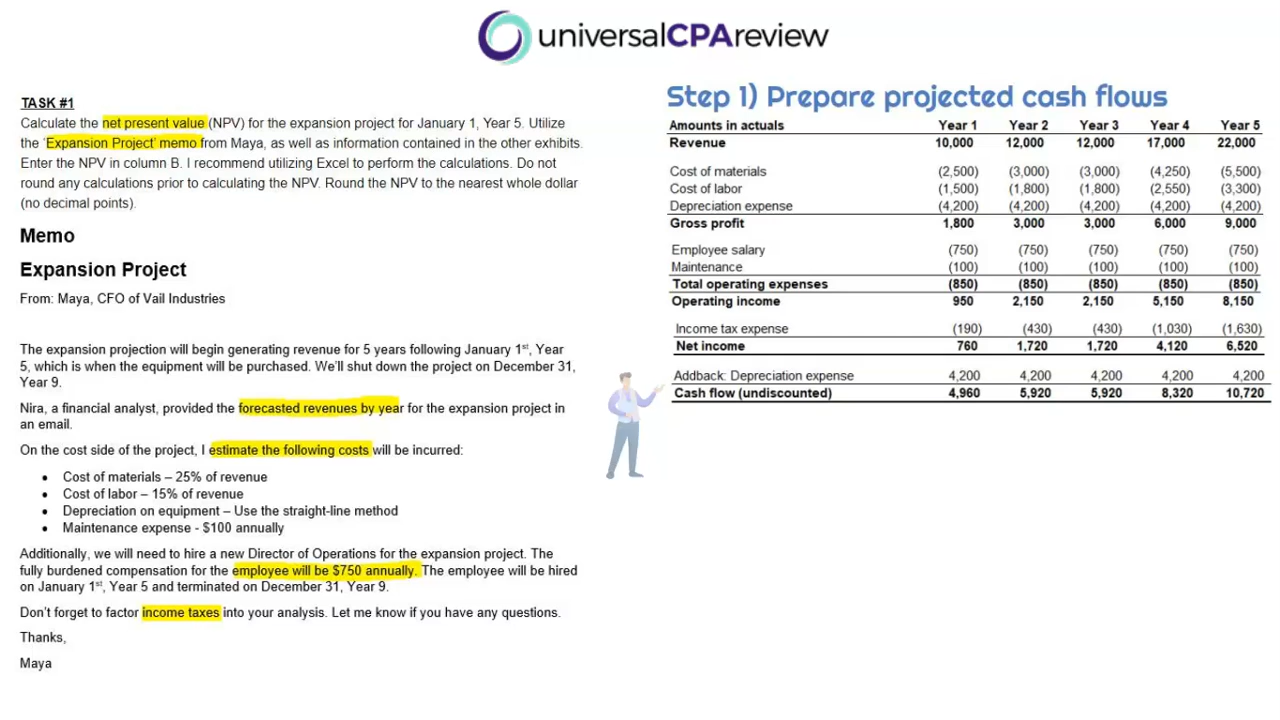 universalCPAreview
TASK #1
Calculate the net present value (NPV) for the expansion project for January 1, Year 5. Utilize
the 'Expansion Project' memo from Maya, as well as information contained in the other exhibits.
Enter the NPV in column B. I recommend utilizing Excel to perform the calculations. Do not
round any calculations prior to calculating the NPV. Round the NPV to the nearest whole dollar
(no decimal points).
Memo
Expansion Project
From: Maya, CFO of Vail Industries
The expansion projection will begin generating revenue for 5 years following January 1st, Year
5, which is when the equipment will be purchased. We'll shut down the project on December 31,
Year 9.
Nira, a financial analyst, provided the forecasted revenues by year for the expansion project in
an email.
On the cost side of the project, I estimate the following costs will be incurred:
• Cost of materials – 25% of revenue
• Cost of labor – 15% of revenue
• Depreciation on equipment – Use the straight-line method
• Maintenance expense - $100 annually
Additionally, we will need to hire a new Director of Operations for the expansion project. The
fully burdened compensation for the employee will be $750 annually. The employee will be hired
on January 1st, Year 5 and terminated on December 31, Year 9.
Don't forget to factor income taxes into your analysis. Let me know if you have any questions.
Thanks,
Maya
Step 1) Prepare projected cash flows
Amounts in actuals Year 1 Year 2 Year 3 Year 4 Year 5
Revenue 10,000 12,000 12,000 17,000 22,000
Cost of materials (2,500) (3,000) (3,000) (4,250) (5,500)
Cost of labor (1,500) (1,800) (1,800) (2,550) (3,300)
Depreciation expense (4,200) (4,200) (4,200) (4,200) (4,200)
Gross profit 1,800 3,000 3,000 6,000 9,000
Employee salary (750) (750) (750) (750) (750)
Maintenance (100) (100) (100) (100) (100)
Total operating expenses (850) (850) (850) (850) (850)
Operating income 950 2,150 2,150 5,150 8,150
Income tax expense (190) (430) (430) (1,030) (1,630)
Net income 760 1,720 1,720 4,120 6,520
Addback: Depreciation expense 4,200 4,200 4,200 4,200 4,200
Cash flow (undiscounted) 4,960 5,920 5,920 8,320 10,720